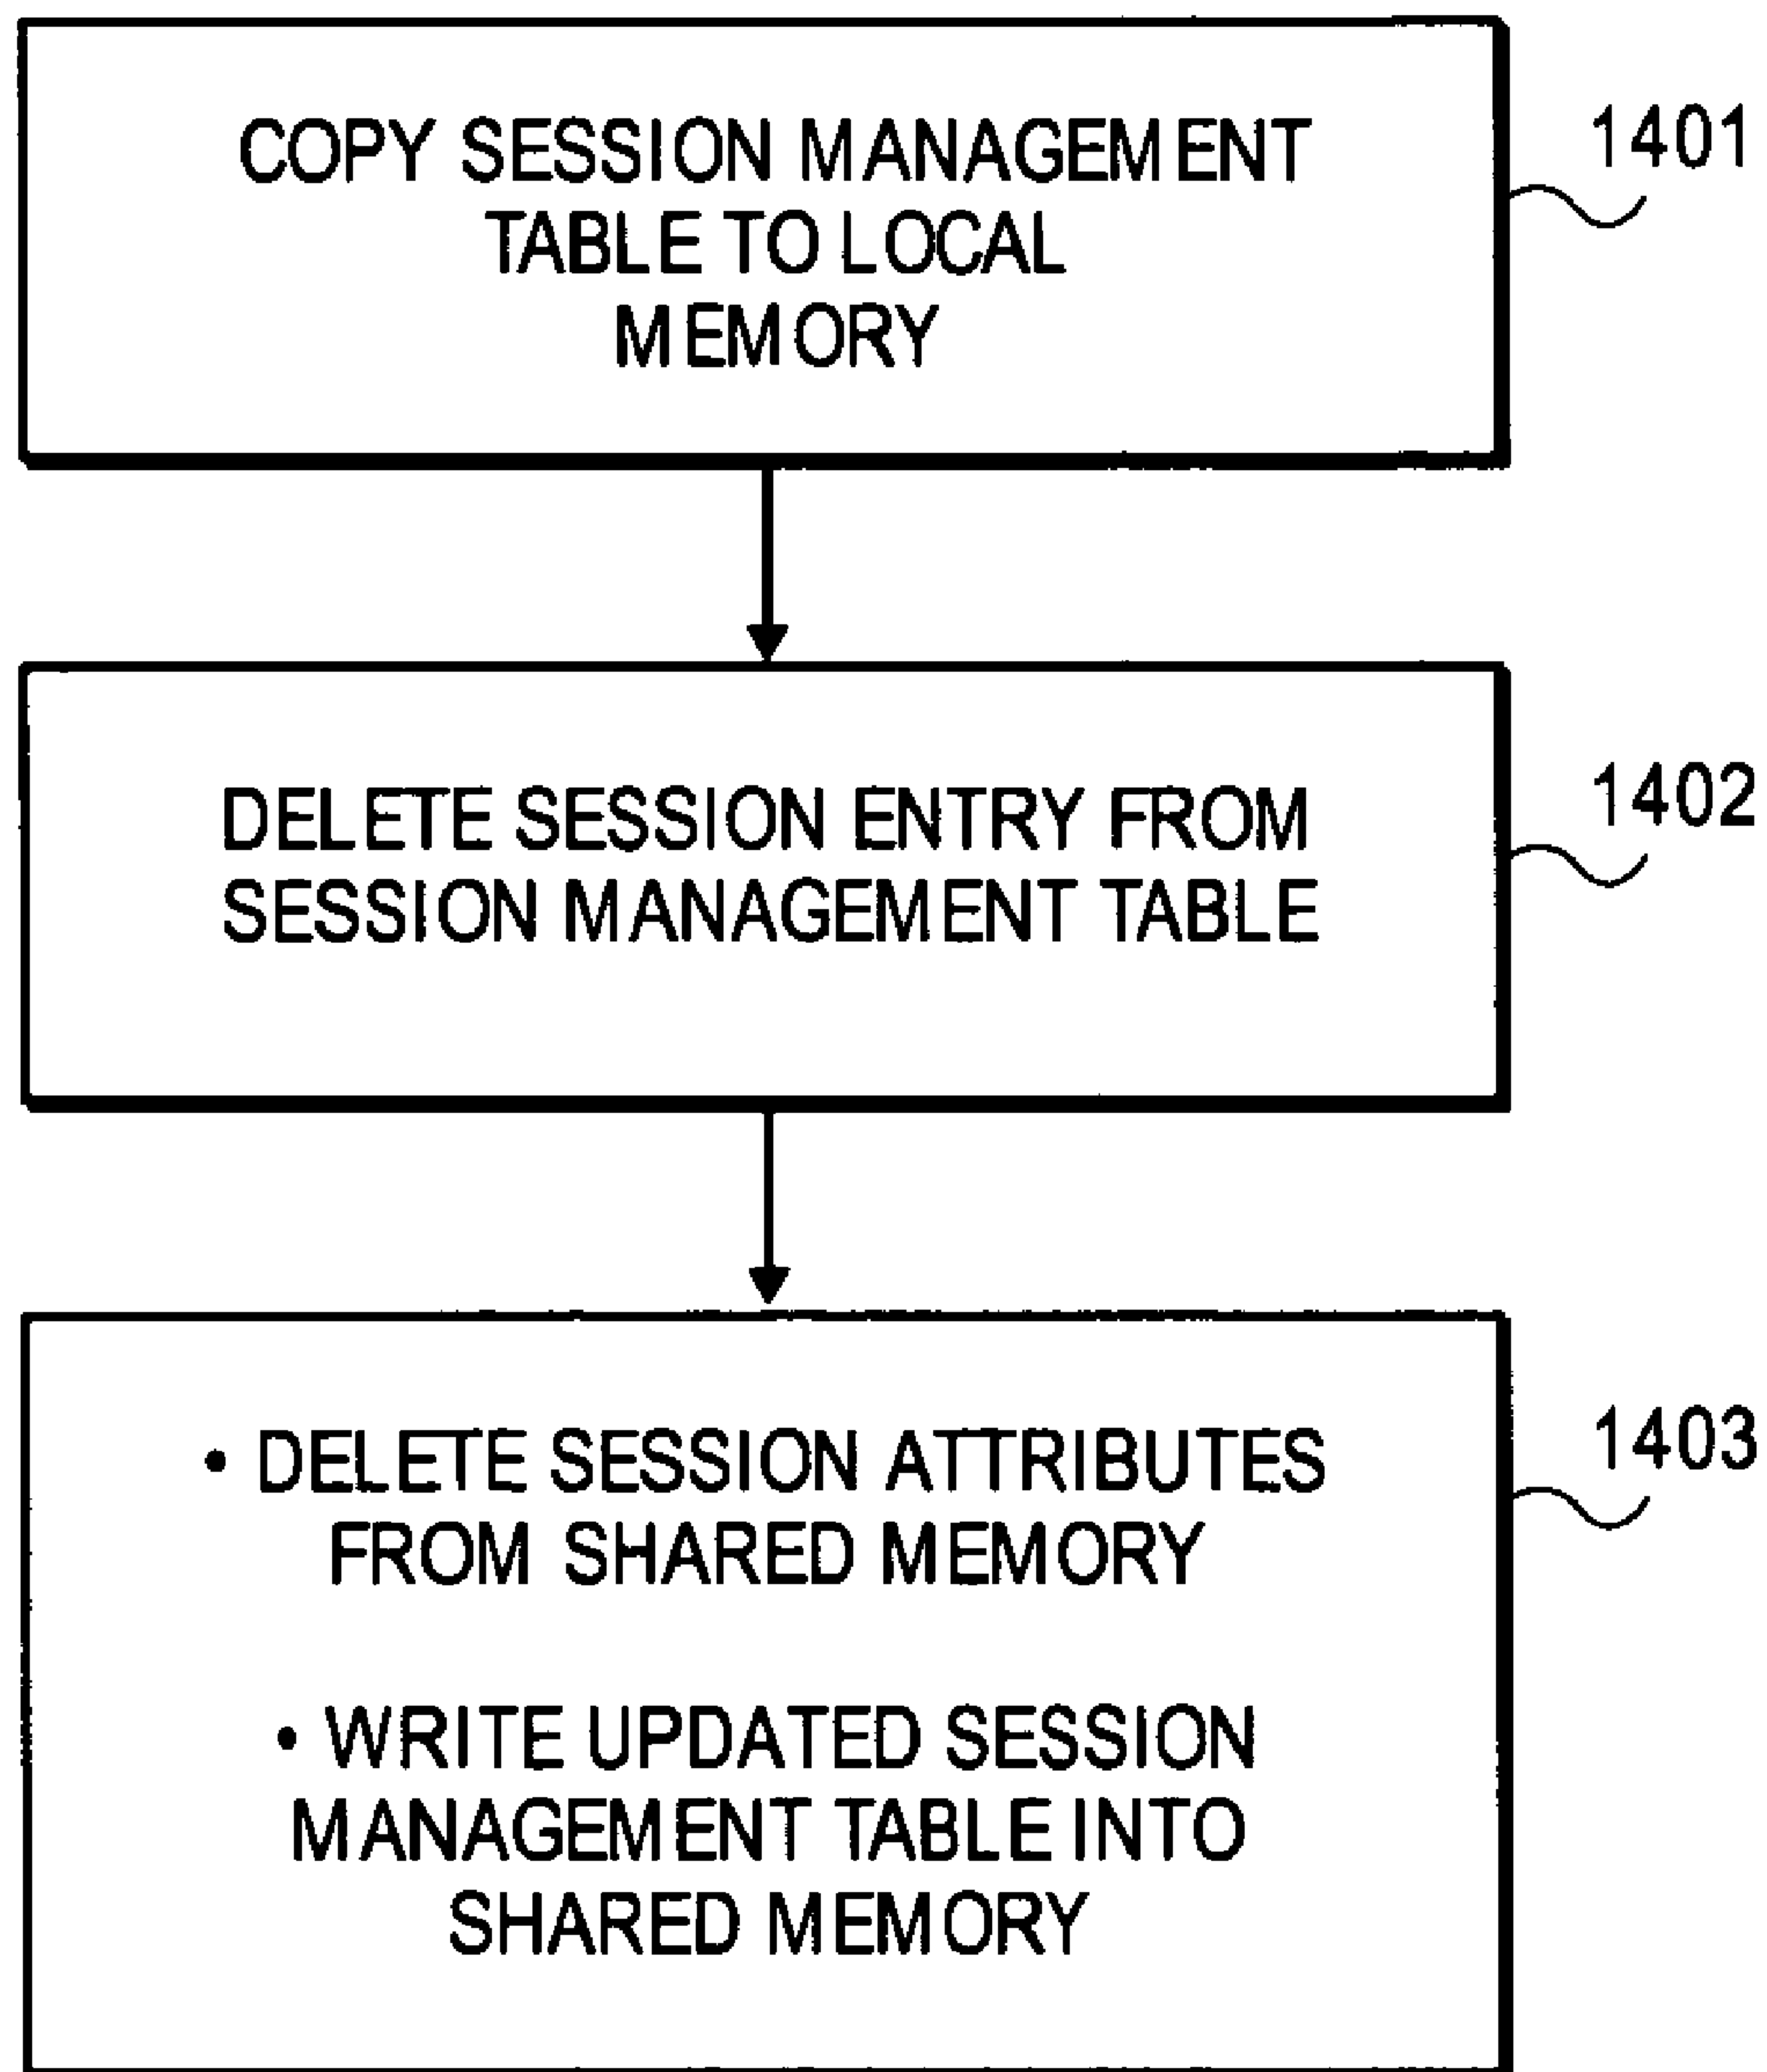 COPY SESSION MANAGEMENT
TABLE TO LOCAL
MEMORY
1401
DELETE SESSION ENTRY FROM
SESSION MANAGEMENT TABLE
1402
• DELETE SESSION ATTRIBUTES
FROM SHARED MEMORY
• WRITE UPDATED SESSION
MANAGEMENT TABLE INTO
SHARED MEMORY
1403